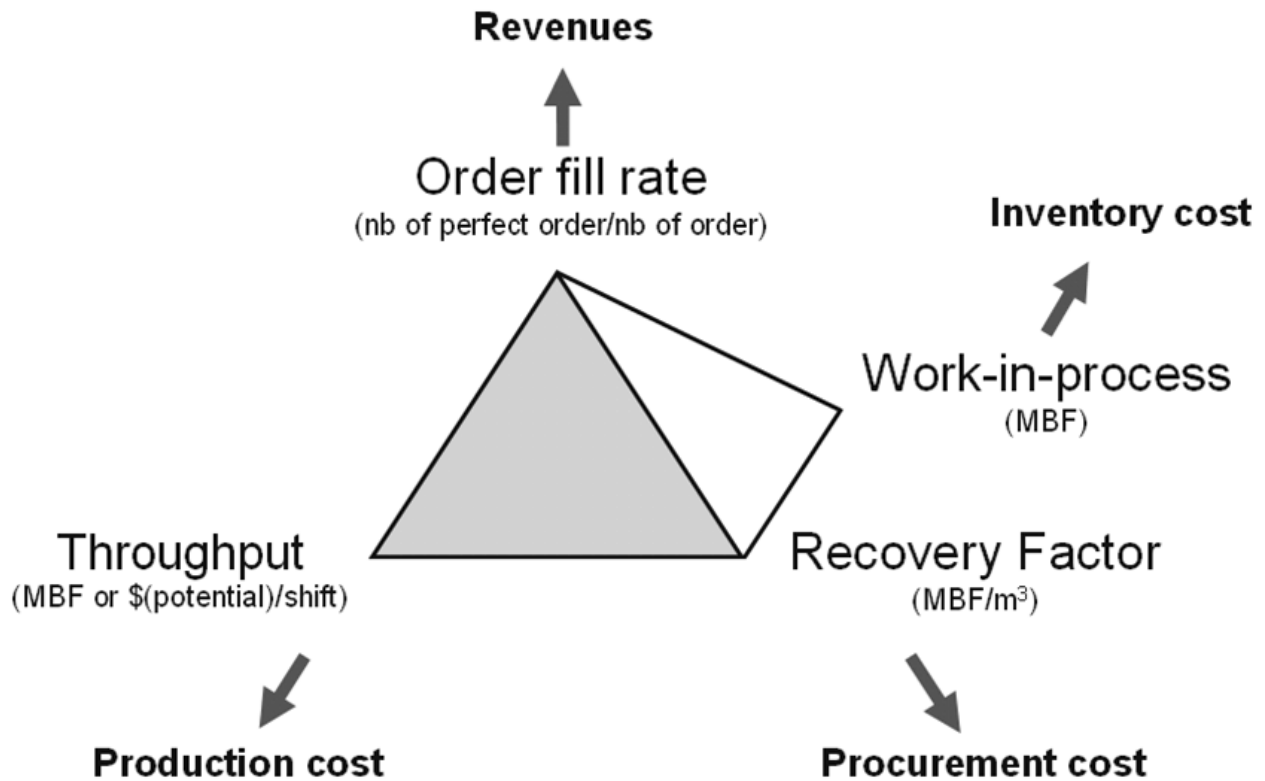 Revenues
Order fill rate
(nb of perfect order/nb of order)
Inventory cost
Work-in-process
(MBF)
Throughput
(MBF or $(potential)/shift)
Recovery Factor
(MBF/m³)
Production cost
Procurement cost